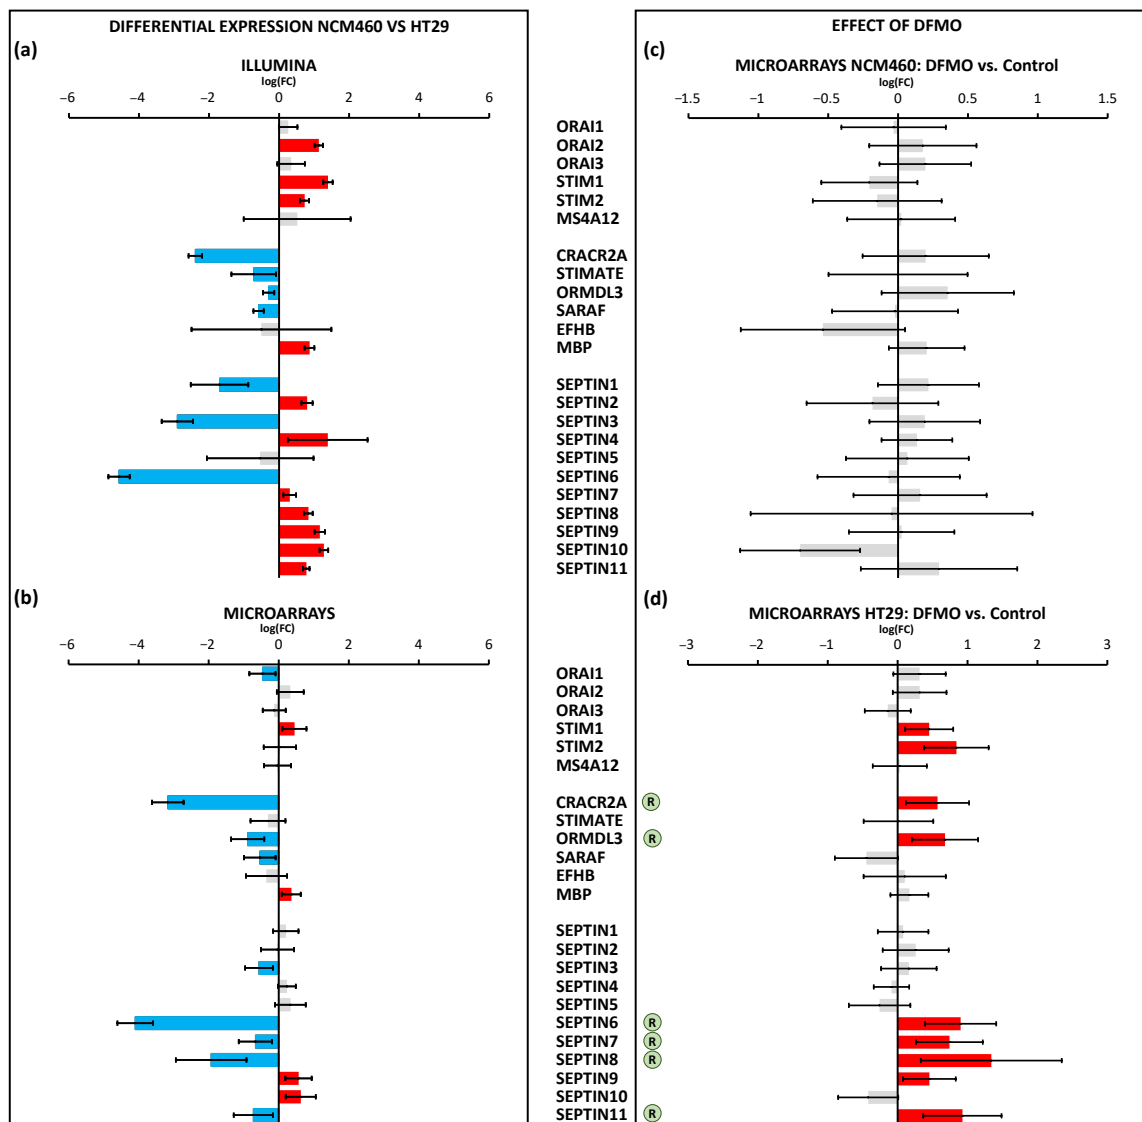 DIFFERENTIAL EXPRESSION NCM460 VS HT29
EFFECT OF DFMO
(a)
ILLUMINA
log(FC)
−6 −4 −2 0 2 4 6
(c)
MICROARRAYS NCM460: DFMO vs. Control
log(FC)
−1.5 −1 −0.5 0 0.5 1 1.5
ORAI1
ORAI2
ORAI3
STIM1
STIM2
MS4A12
CRACR2A
STIMATE
ORMDL3
SARAF
EFHB
MBP
SEPTIN1
SEPTIN2
SEPTIN3
SEPTIN4
SEPTIN5
SEPTIN6
SEPTIN7
SEPTIN8
SEPTIN9
SEPTIN10
SEPTIN11
(b)
MICROARRAYS
log(FC)
−6 −4 −2 0 2 4 6
(d)
MICROARRAYS HT29: DFMO vs. Control
log(FC)
−3 −2 −1 0 1 2 3
ORAI1
ORAI2
ORAI3
STIM1
STIM2
MS4A12
CRACR2A R
STIMATE
ORMDL3 R
SARAF
EFHB
MBP
SEPTIN1
SEPTIN2
SEPTIN3
SEPTIN4
SEPTIN5
SEPTIN6 R
SEPTIN7 R
SEPTIN8 R
SEPTIN9
SEPTIN10
SEPTIN11 R